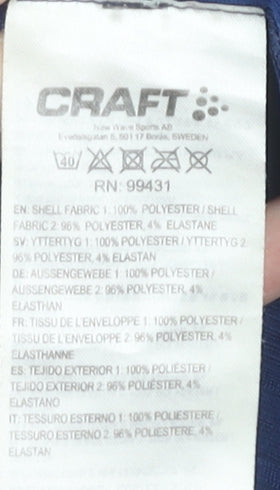 CRAFT
New Wave Sports AB
5, 501 17 Borås, SWEDEN
40
RN: 99431
EN: SHELL FABRIC 1: 100% POLYESTER / SHELL
FABRIC 2: 96% POLYESTER, 4% ELASTANE
SV: YTTERTYG 1: 100% POLYESTER / YTTERTYG 2:
96% POLYESTER, 4% ELASTAN
DE: AUSSENGEWEBE 1: 100% POLYESTER /
AUSSENGEWEBE 2: 96% POLYESTER, 4%
ELASTHAN
FR: TISSU DE L'ENVELOPPE 1: 100% POLYESTER /
TISSU DE L'ENVELOPPE 2: 96% POLYESTER, 4%
ELASTHANNE
ES: TEJIDO EXTERIOR 1: 100% POLIÉSTER /
TEJIDO EXTERIOR 2: 96% POLIÉSTER, 4%
ELASTANO
IT: TESSURO ESTERNO 1: 100% POLIESTERE /
TESSURO ESTERNO 2: 96% POLIESTERE, 4%
ELASTAN